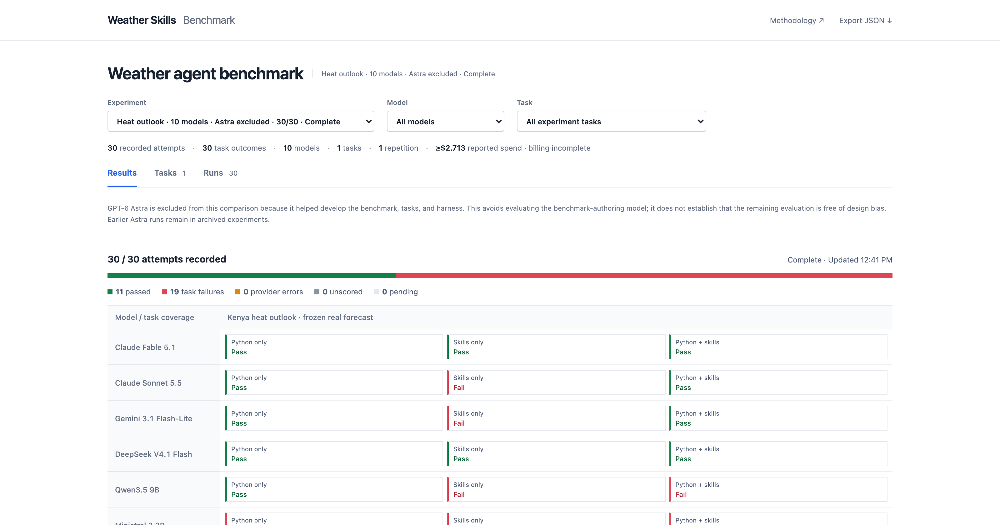 Weather Skills Benchmark
Methodology ↗ Export JSON ↓
Weather agent benchmark
Heat outlook · 10 models · Astra excluded · Complete
Experiment Model Task
Heat outlook · 10 models · Astra excluded · 30/30 · Complete
All models
All experiment tasks
30 recorded attempts · 30 task outcomes · 10 models · 1 tasks · 1 repetition · ≥$2.713 reported spend · billing incomplete
Results Tasks 1 Runs 30
GPT-6 Astra is excluded from this comparison because it helped develop the benchmark, tasks, and harness. This avoids evaluating the benchmark-authoring model; it does not establish that the remaining evaluation is free of design bias.
Earlier Astra runs remain in archived experiments.
30 / 30 attempts recorded
Complete · Updated 12:41 PM
11 passed 19 task failures 0 provider errors 0 unscored 0 pending
Model / task coverage Kenya heat outlook · frozen real forecast
Claude Fable 5.1
Python only
Pass
Skills only
Pass
Python + skills
Pass
Claude Sonnet 5.5
Python only
Pass
Skills only
Fail
Python + skills
Pass
Gemini 3.1 Flash-Lite
Python only
Pass
Skills only
Fail
Python + skills
Pass
DeepSeek V4.1 Flash
Python only
Pass
Skills only
Pass
Python + skills
Pass
Qwen3.5 9B
Python only
Pass
Skills only
Fail
Python + skills
Fail
Python only
Skills only
Python + skills